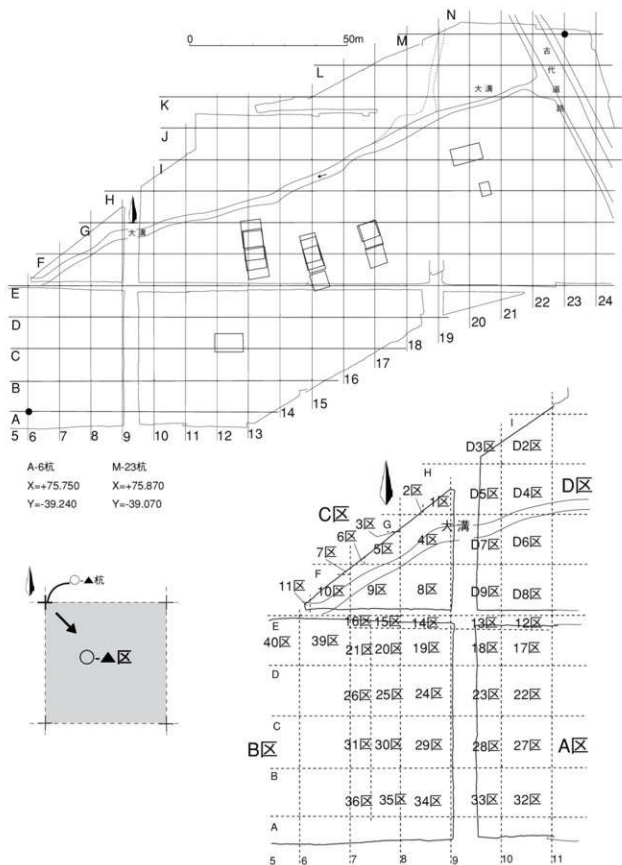 N
0 50m
M
L
古代道路
大溝
K
J
I
H
G
大溝
F
E
D
C
B
A
5 6 7 8 9 10 11 12 13 14 15 16 17 18 19 20 21 22 23 24
A-6杭 M-23杭
X=+75.750 X=+75.870
Y=-39.240 Y=-39.070
○-▲杭
○-▲区
I
D3区 D2区
H
2区 1区 D5区 D4区 D区
C区
3区 G 大溝
6区 5区 4区 D7区 D6区
7区
F
11区 10区 9区 8区 D9区 D8区
E 16区 15区 14区 13区 12区
40区 39区 21区 20区 19区 18区 17区
D
26区 25区 24区 23区 22区
C
B区 31区 30区 29区 28区 27区 A区
B
36区 35区 34区 33区 32区
A
5 6 7 8 9 10 11